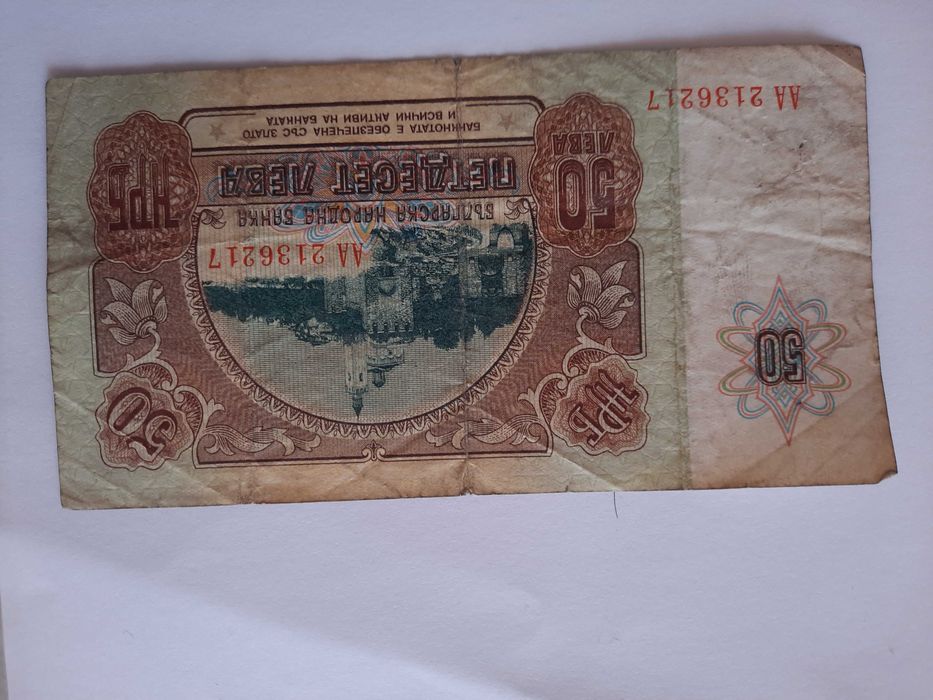 НРБ
50
50
АА 2136217
БЪЛГАРСКА НАРОДНА БАНКА
ПЕТДЕСЕТ ЛЕВА
50
ЛЕВА
НРБ
БАНКНОТАТА Е ОБЕЗПЕЧЕНА СЪС ЗЛАТО
И ВСИЧКИ АКТИВИ НА БАНКАТА
АА 2136217